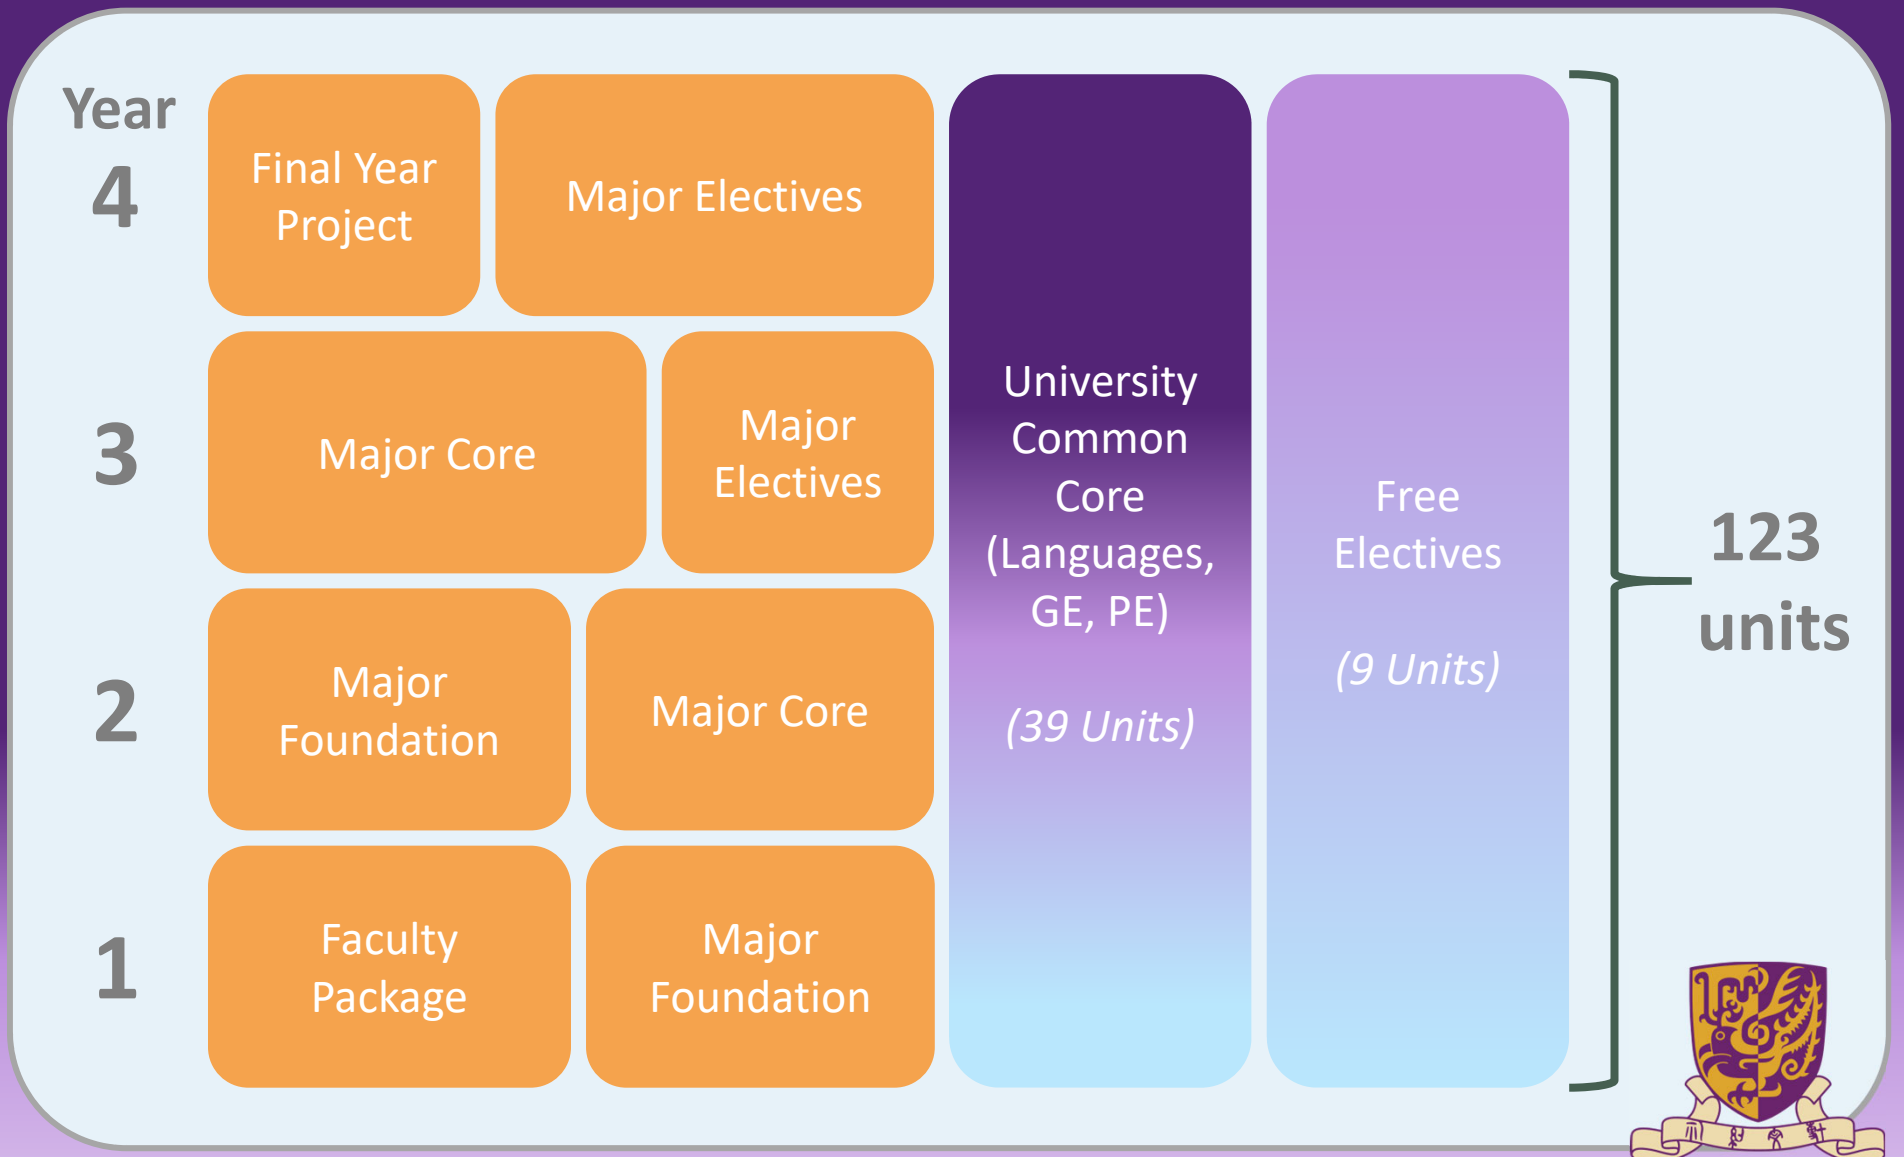 Year
4
Final Year
Project
Major Electives
3
Major Core
Major
Electives
2
Major
Foundation
Major Core
1
Faculty
Package
Major
Foundation
University
Common
Core
(Languages,
GE, PE)
(39 Units)
Free
Electives
(9 Units)
123
units